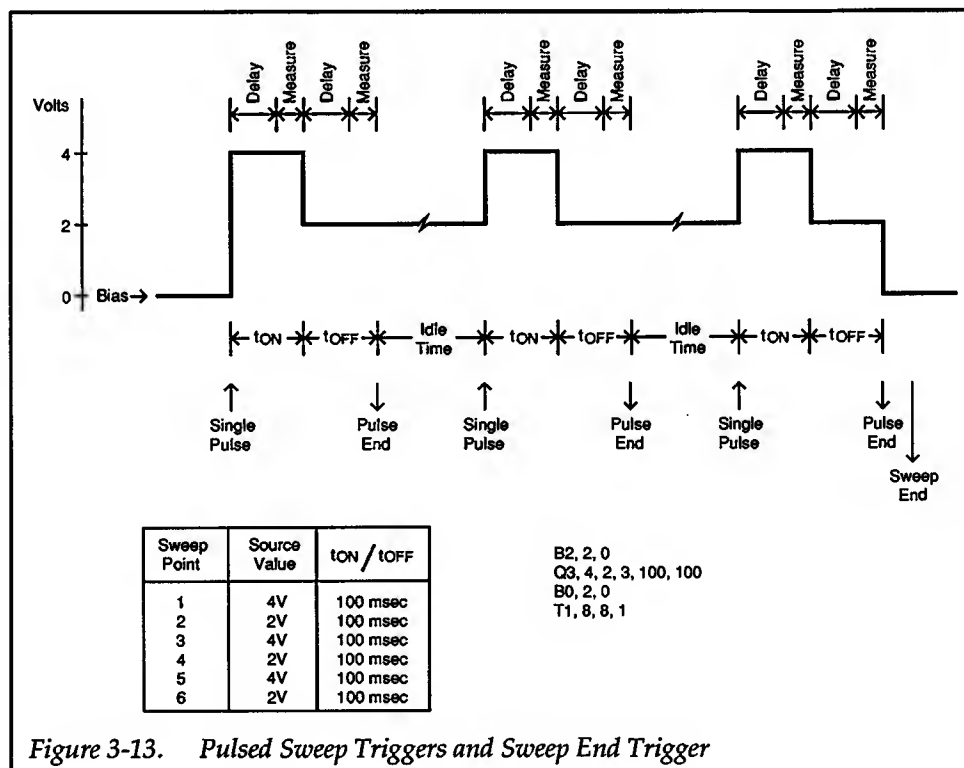 Delay Measure Delay Measure Delay Measure Delay Measure Delay Measure Delay Measure
Volts
4
2
0 Bias
tON tOFF Idle Time tON tOFF Idle Time tON tOFF
Single Pulse Pulse End Single Pulse Pulse End Single Pulse Pulse End
Sweep End
Sweep Point Source Value tON / tOFF
1 4V 100 msec
2 2V 100 msec
3 4V 100 msec
4 2V 100 msec
5 4V 100 msec
6 2V 100 msec
B2, 2, 0
Q3, 4, 2, 3, 100, 100
B0, 2, 0
T1, 8, 8, 1
Figure 3-13. Pulsed Sweep Triggers and Sweep End Trigger